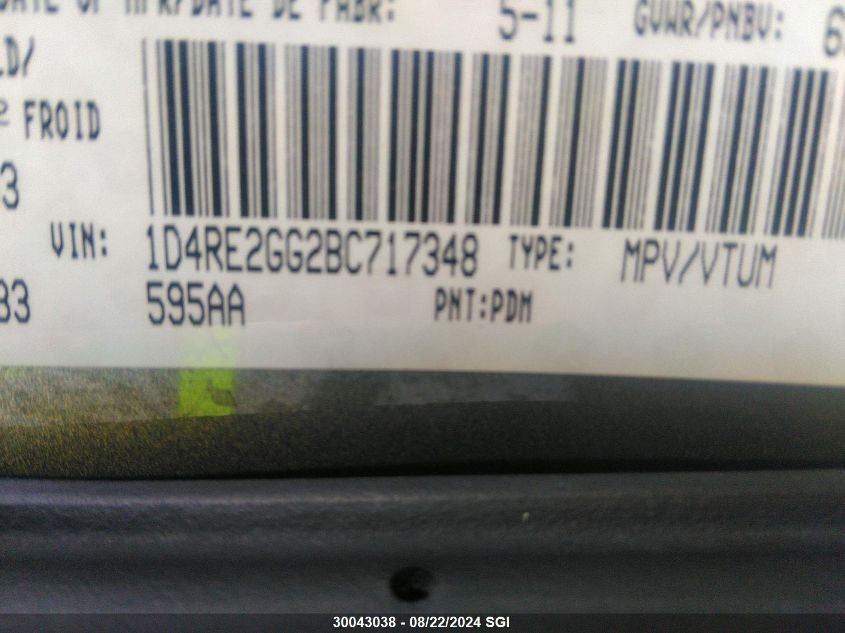 DATE OF MFR/DATE DE FABR: 5-11 GVWR/PNBV: 6
LD/
FROID
3
VIN: 1D4RE2GG2BC717348 TYPE: MPV/VTUM
83 595AA PNT:PDM
30043038 - 08/22/2024 SGI